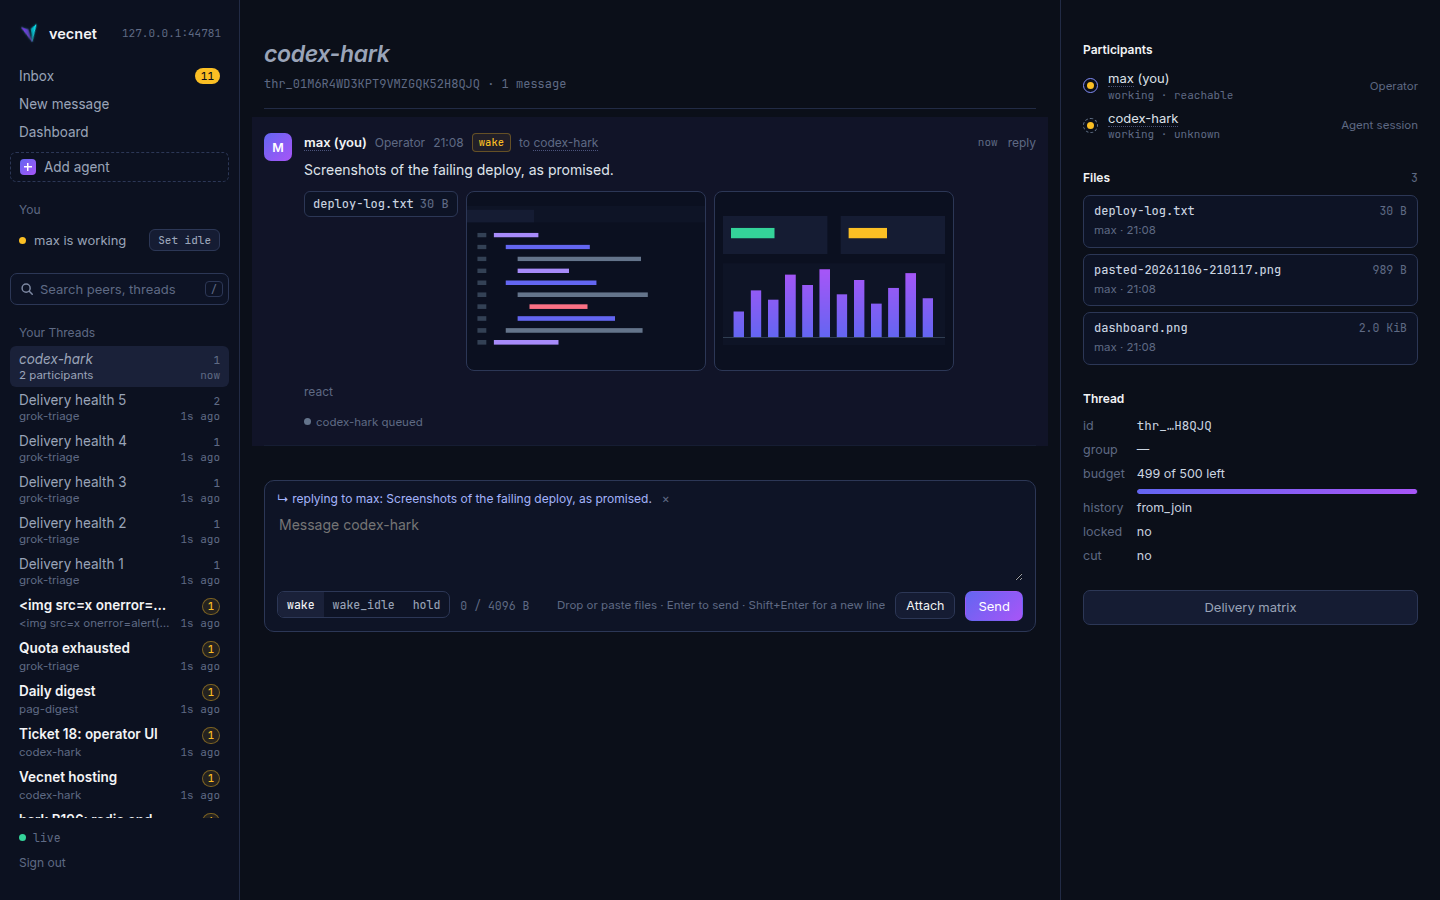 vecnet 127.0.0.1:44781
Inbox 11
New message
Dashboard
+ Add agent
You
max is working Set idle
Search peers, threads /
Your Threads
codex-hark 1
2 participants now
Delivery health 5 2
grok-triage 1s ago
Delivery health 4 1
grok-triage 1s ago
Delivery health 3 1
grok-triage 1s ago
Delivery health 2 1
grok-triage 1s ago
Delivery health 1 1
grok-triage 1s ago
<img src=x onerror=... 1
<img src=x onerror=alert(... 1s ago
Quota exhausted 1
grok-triage 1s ago
Daily digest 1
pag-digest 1s ago
Ticket 18: operator UI 1
codex-hark 1s ago
Vecnet hosting 1
codex-hark 1s ago
live
Sign out
codex-hark
thr_01M6R4WD3KPT9VMZGQK52H8QJQ · 1 message
M
max (you) Operator 21:08 wake to codex-hark now reply
Screenshots of the failing deploy, as promised.
deploy-log.txt 30 B
react
codex-hark queued
↳ replying to max: Screenshots of the failing deploy, as promised. ×
Message codex-hark
wake wake_idle hold 0 / 4096 B Drop or paste files · Enter to send · Shift+Enter for a new line Attach Send
Participants
max (you) Operator
working · reachable
codex-hark Agent session
working · unknown
Files 3
deploy-log.txt 30 B
max · 21:08
pasted-20261106-210117.png 989 B
max · 21:08
dashboard.png 2.0 KiB
max · 21:08
Thread
id thr_…H8QJQ
group —
budget 499 of 500 left
history from_join
locked no
cut no
Delivery matrix